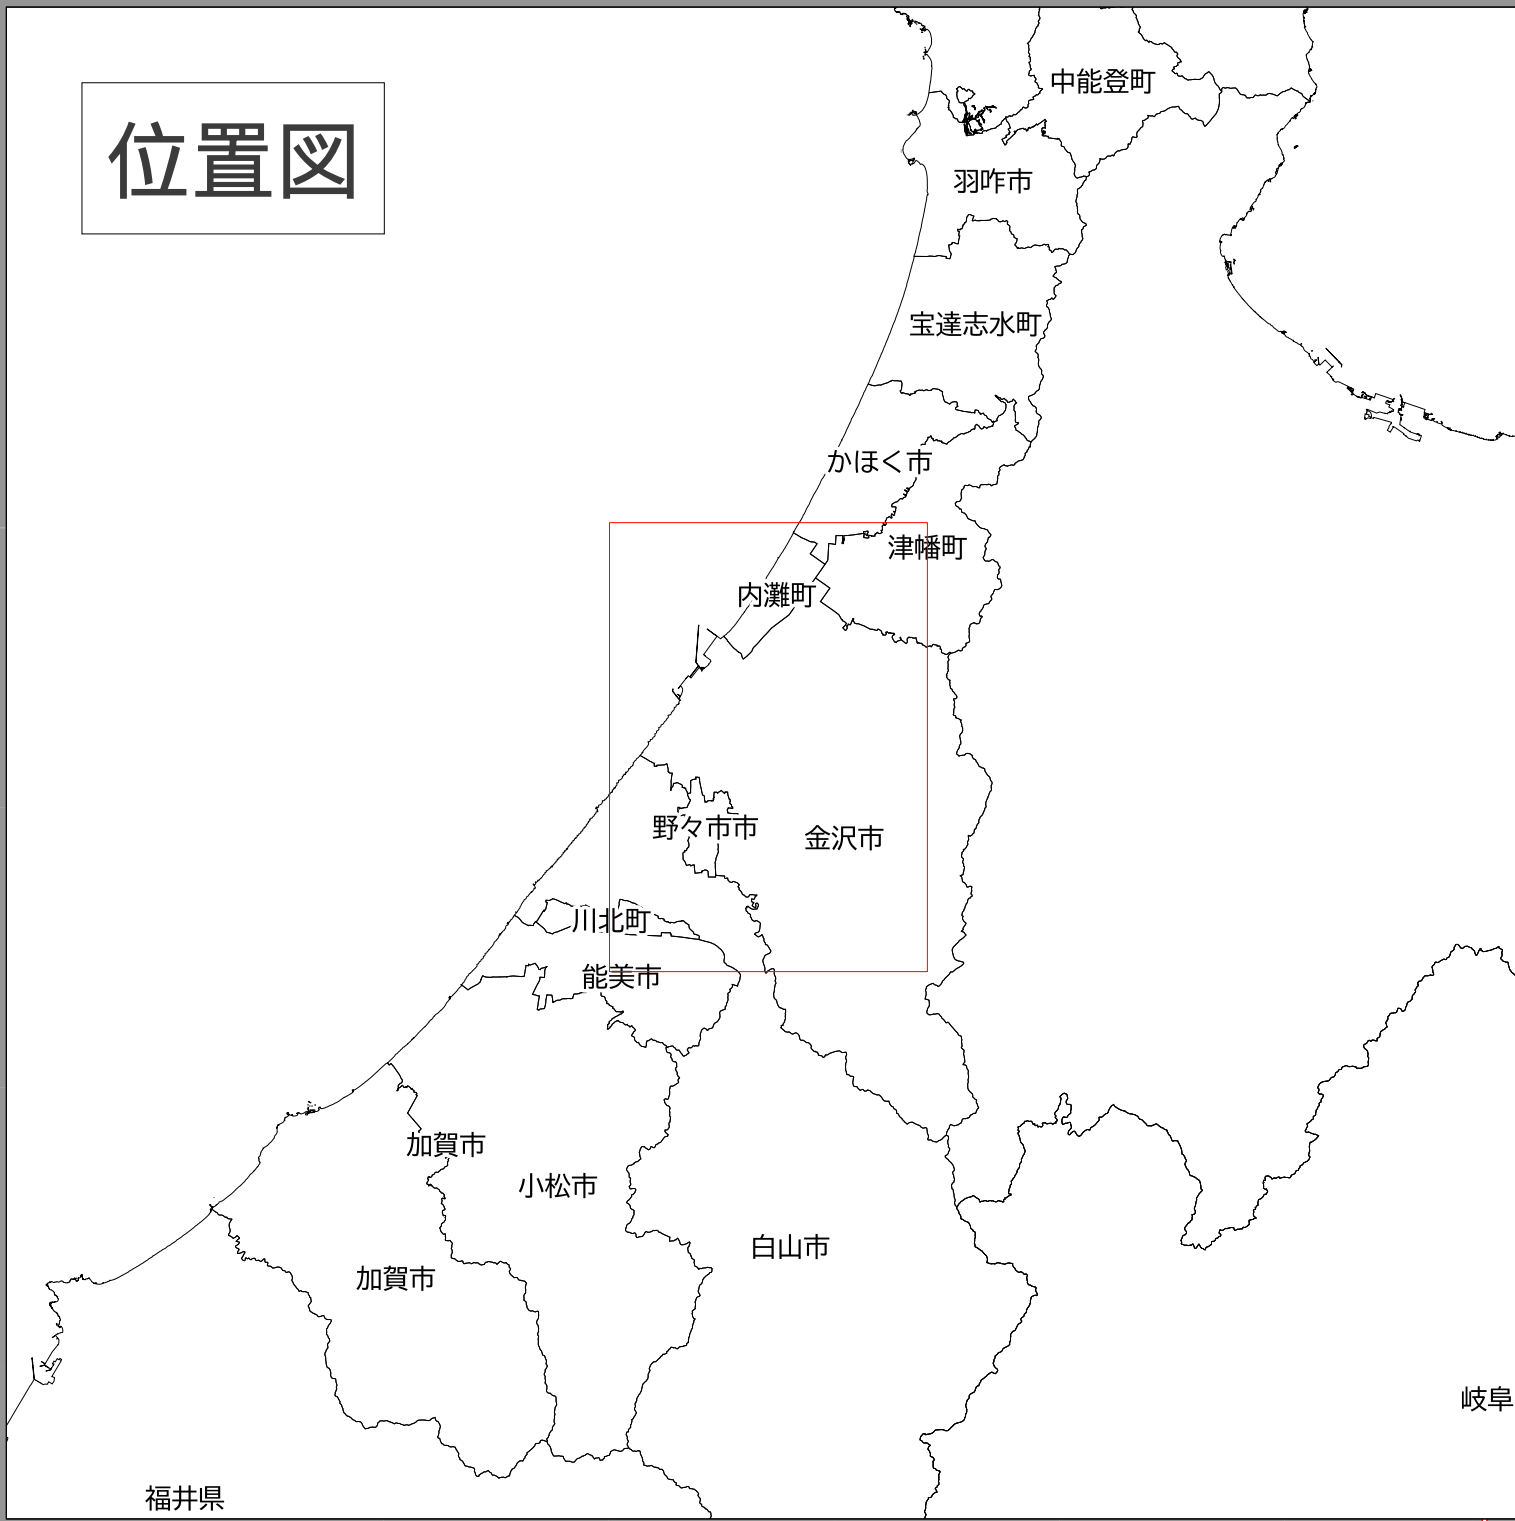 中能登町
位置図
羽咋市
宝達志水町
かほく市
津幡町
内灘町
野々市市
金沢市
川北町
能美市
加賀市
小松市
白山市
加賀市
岐阜
福井県